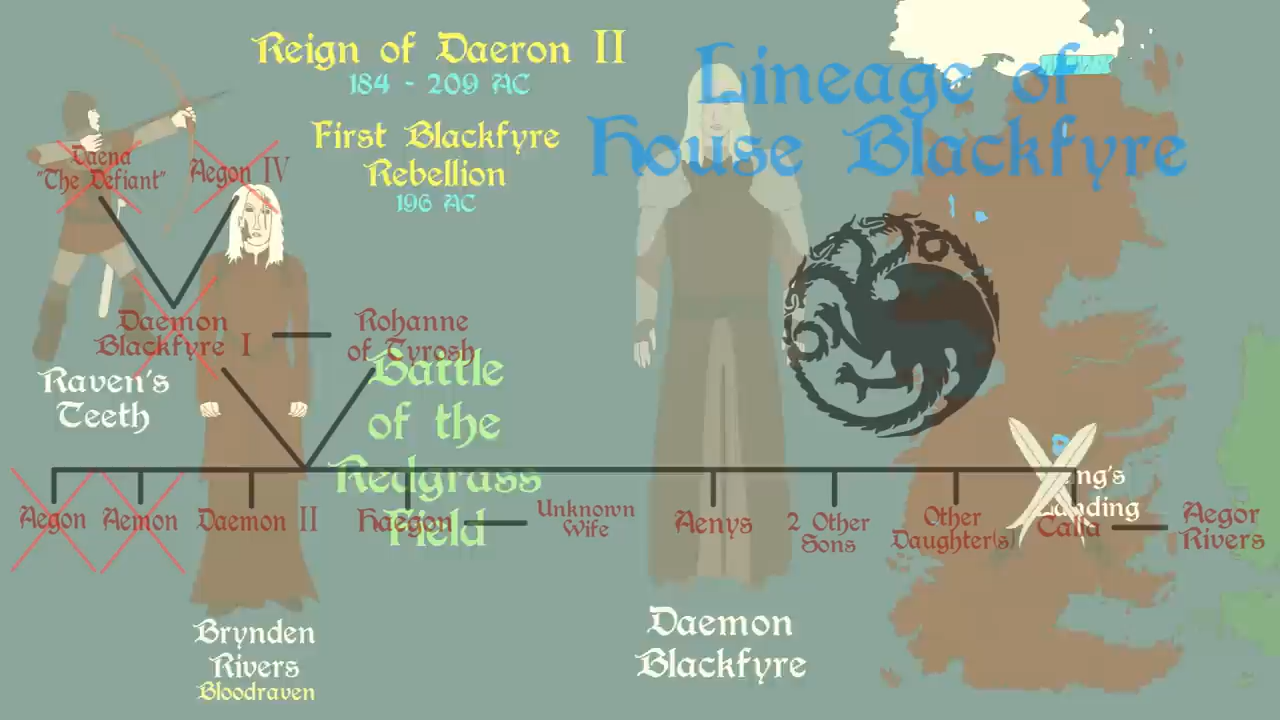 Reign of Daeron II
184 - 209 AC
First Blackfyre
Rebellion
196 AC
Lineage of
House Blackfyre
Daena
"The Defiant"
Aegon IV
Daemon
Blackfyre I
Rohanne
of Tyrosh
Raven's
Teeth
Battle
of the
Redgrass
Field
Aegon
Aemon
Daemon II
Haegon
Unknown
Wife
Aenys
2 Other
Sons
Other
Daughter(s)
Calla
Aegor
Rivers
Landing
Brynden
Rivers
Bloodraven
Daemon
Blackfyre